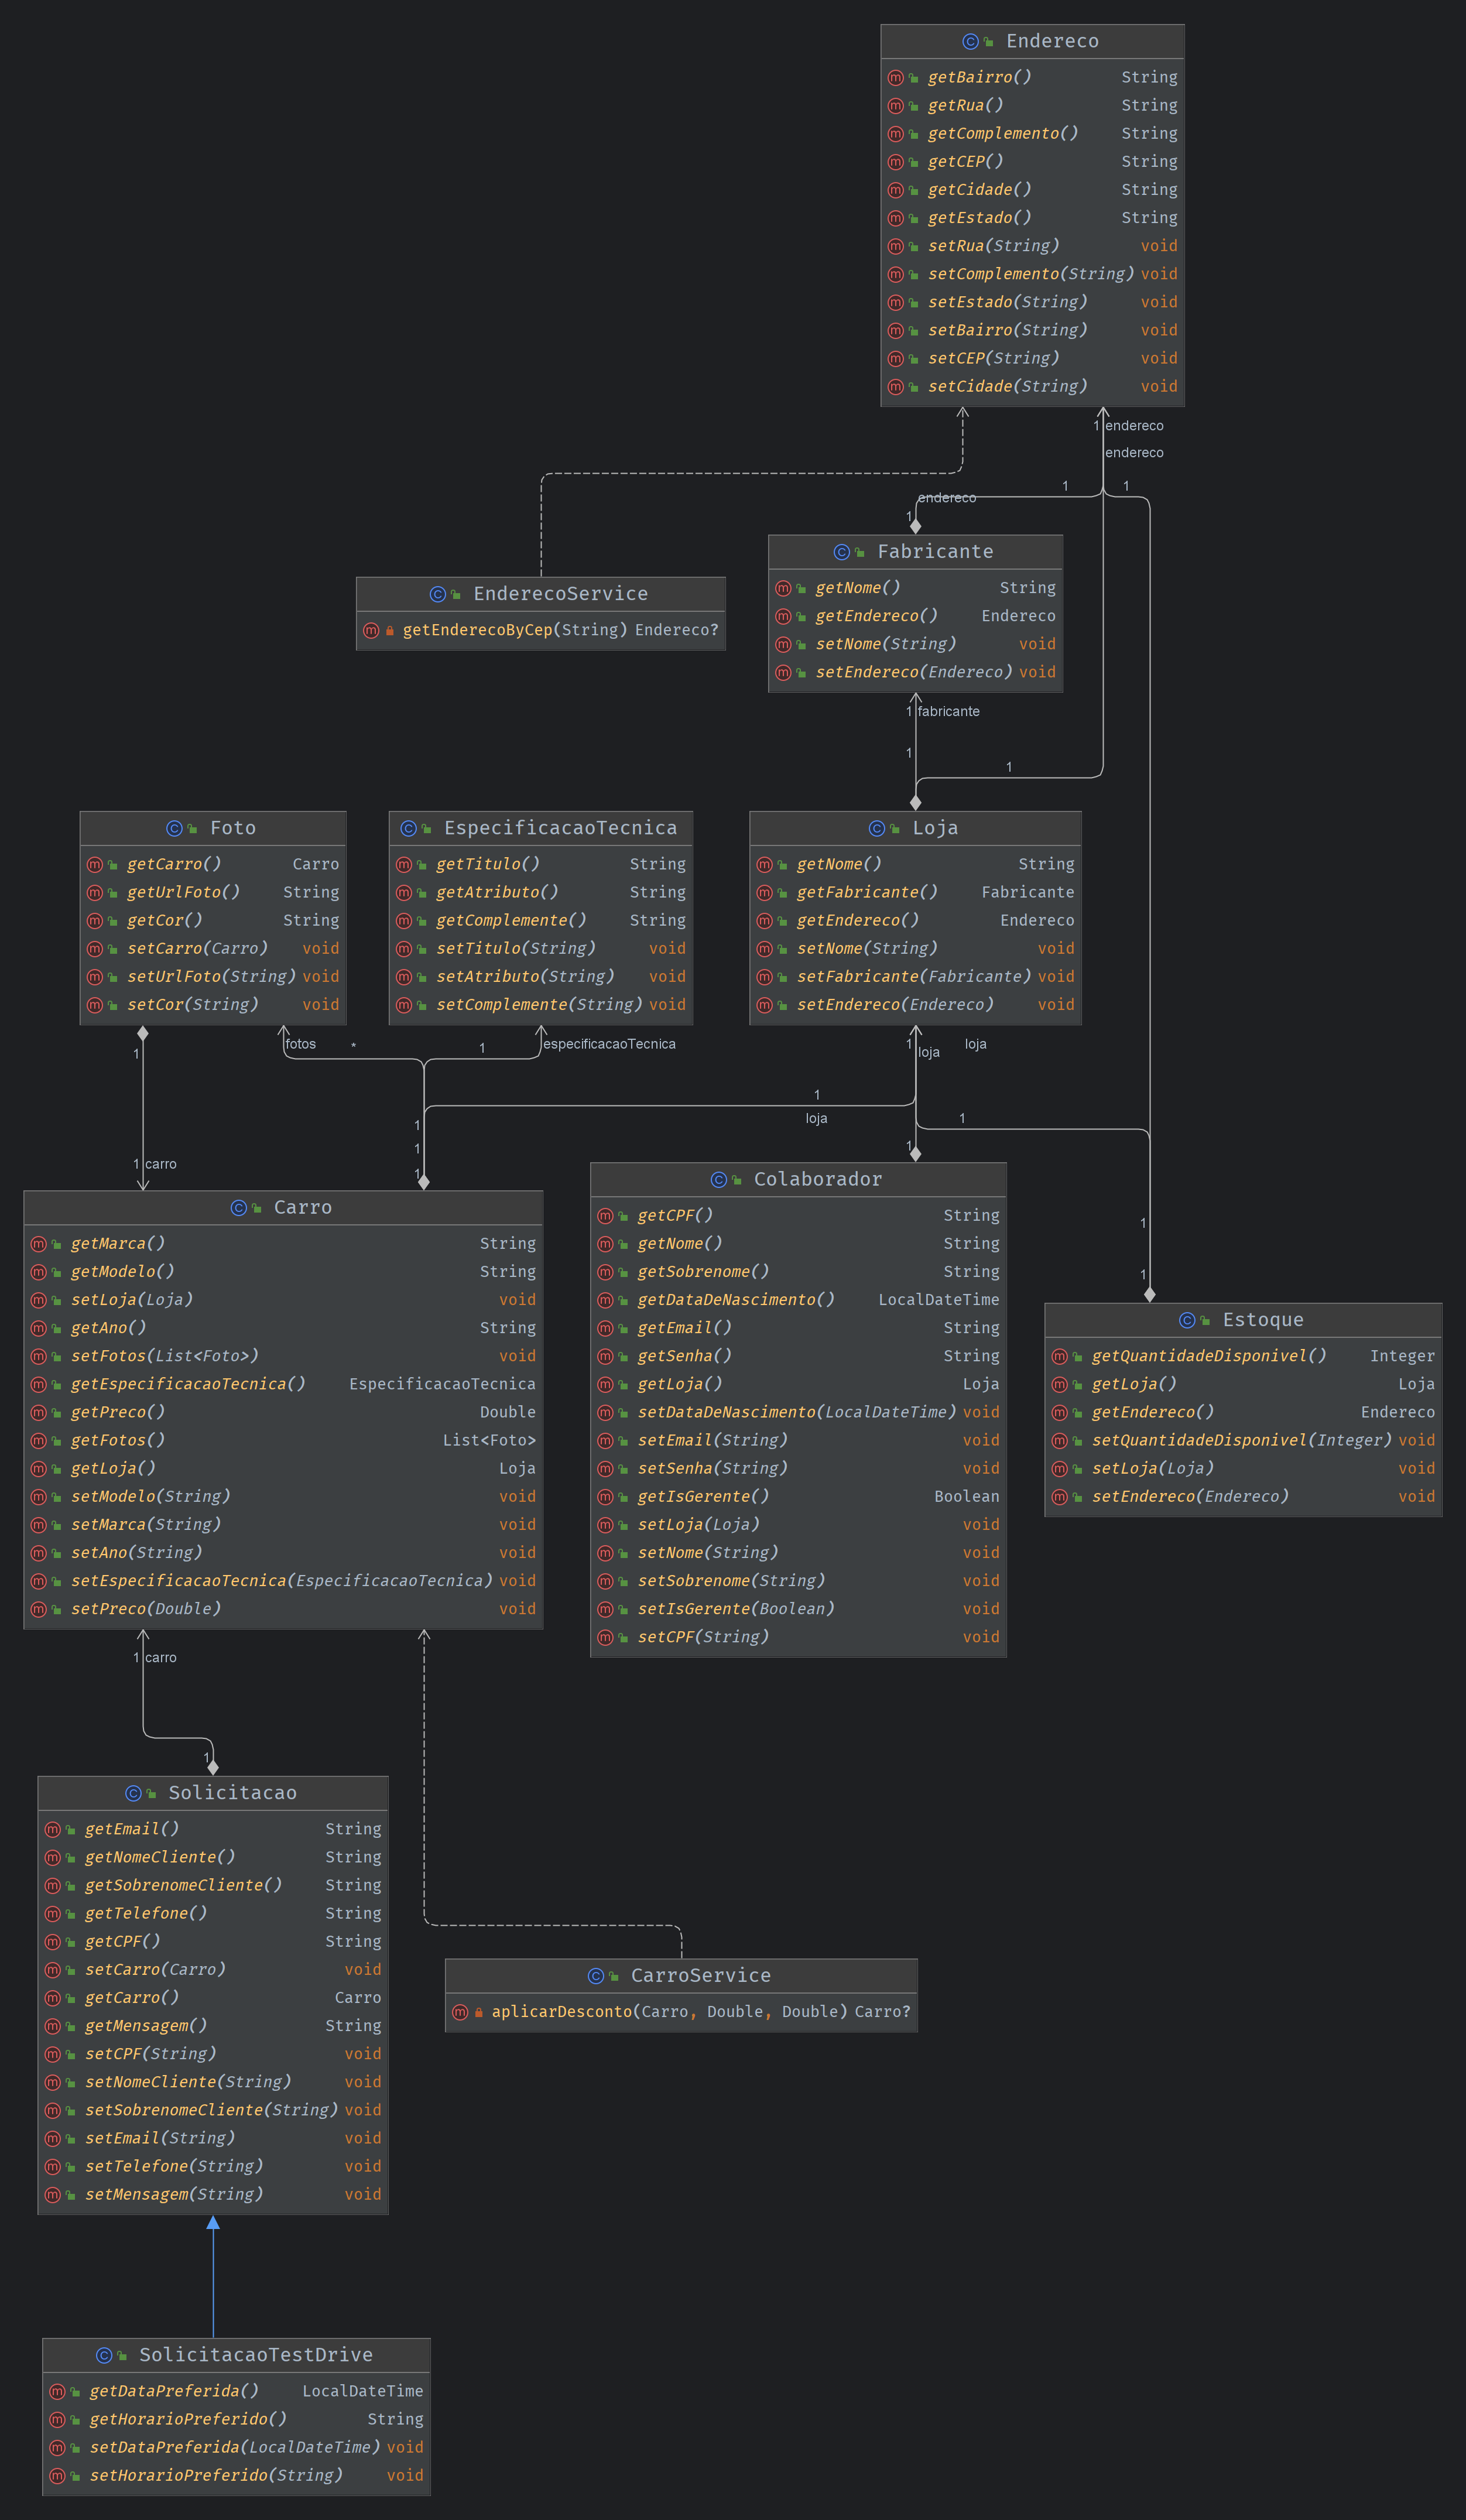 Endereco
getBairro() String
getRua() String
getComplemento() String
getCEP() String
getCidade() String
getEstado() String
setRua(String) void
setComplemento(String) void
setEstado(String) void
setBairro(String) void
setCEP(String) void
setCidade(String) void
1 endereco
endereco
1 1
endereco
1
Fabricante
getNome() String
getEndereco() Endereco
setNome(String) void
setEndereco(Endereco) void
EnderecoService
getEnderecoByCep(String) Endereco?
1 fabricante
1
1
Foto
getCarro() Carro
getUrlFoto() String
getCor() String
setCarro(Carro) void
setUrlFoto(String) void
setCor(String) void
EspecificacaoTecnica
getTitulo() String
getAtributo() String
getComplemente() String
setTitulo(String) void
setAtributo(String) void
setComplemente(String) void
Loja
getNome() String
getFabricante() Fabricante
getEndereco() Endereco
setNome(String) void
setFabricante(Fabricante) void
setEndereco(Endereco) void
1
fotos * 1 especificacaoTecnica
1 loja loja
1
loja
1
1
1
1
1
1 carro
1
1
1
Carro
getMarca() String
getModelo() String
setLoja(Loja) void
getAno() String
setFotos(List<Foto>) void
getEspecificacaoTecnica() EspecificacaoTecnica
getPreco() Double
getFotos() List<Foto>
getLoja() Loja
setModelo(String) void
setMarca(String) void
setAno(String) void
setEspecificacaoTecnica(EspecificacaoTecnica) void
setPreco(Double) void
Colaborador
getCPF() String
getNome() String
getSobrenome() String
getDataDeNascimento() LocalDateTime
getEmail() String
getSenha() String
getLoja() Loja
setDataDeNascimento(LocalDateTime) void
setEmail(String) void
setSenha(String) void
getIsGerente() Boolean
setLoja(Loja) void
setNome(String) void
setSobrenome(String) void
setIsGerente(Boolean) void
setCPF(String) void
Estoque
getQuantidadeDisponivel() Integer
getLoja() Loja
getEndereco() Endereco
setQuantidadeDisponivel(Integer) void
setLoja(Loja) void
setEndereco(Endereco) void
1 carro
1
Solicitacao
getEmail() String
getNomeCliente() String
getSobrenomeCliente() String
getTelefone() String
getCPF() String
setCarro(Carro) void
getCarro() Carro
getMensagem() String
setCPF(String) void
setNomeCliente(String) void
setSobrenomeCliente(String) void
setEmail(String) void
setTelefone(String) void
setMensagem(String) void
CarroService
aplicarDesconto(Carro, Double, Double) Carro?
SolicitacaoTestDrive
getDataPreferida() LocalDateTime
getHorarioPreferido() String
setDataPreferida(LocalDateTime) void
setHorarioPreferido(String) void